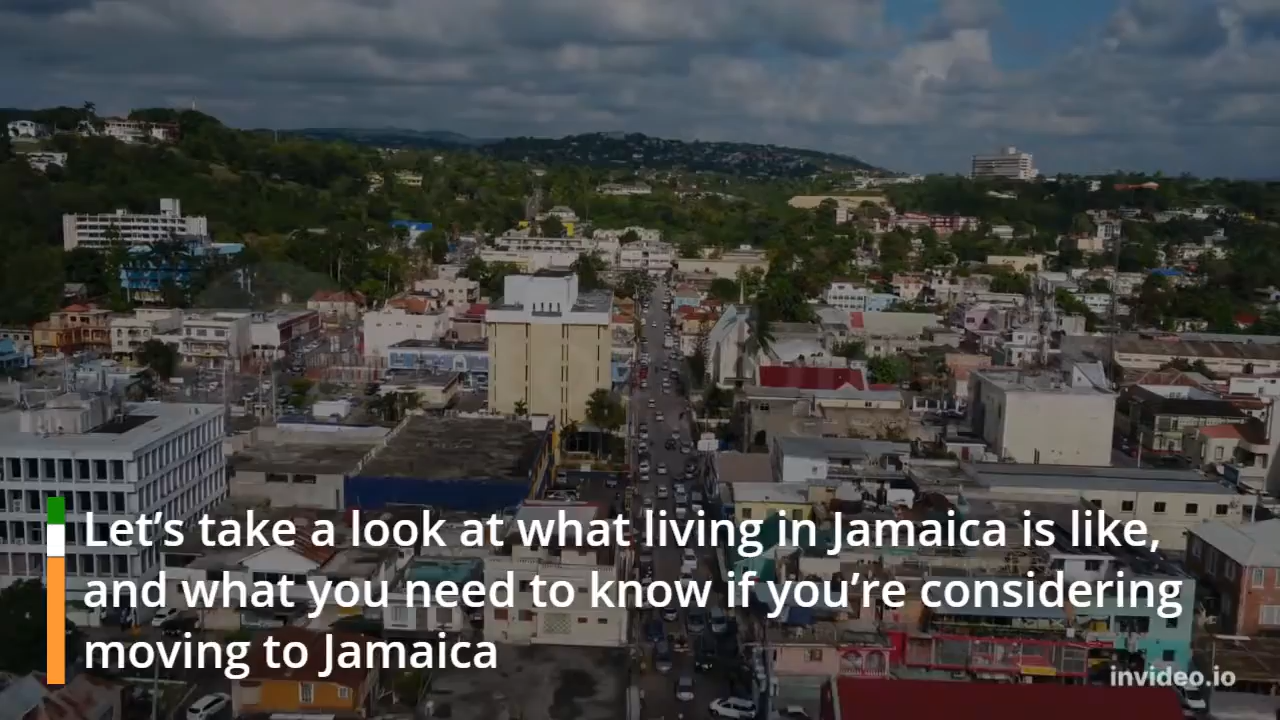 Let’s take a look at what living in Jamaica is like,
and what you need to know if you’re considering
moving to Jamaica
invideo.io